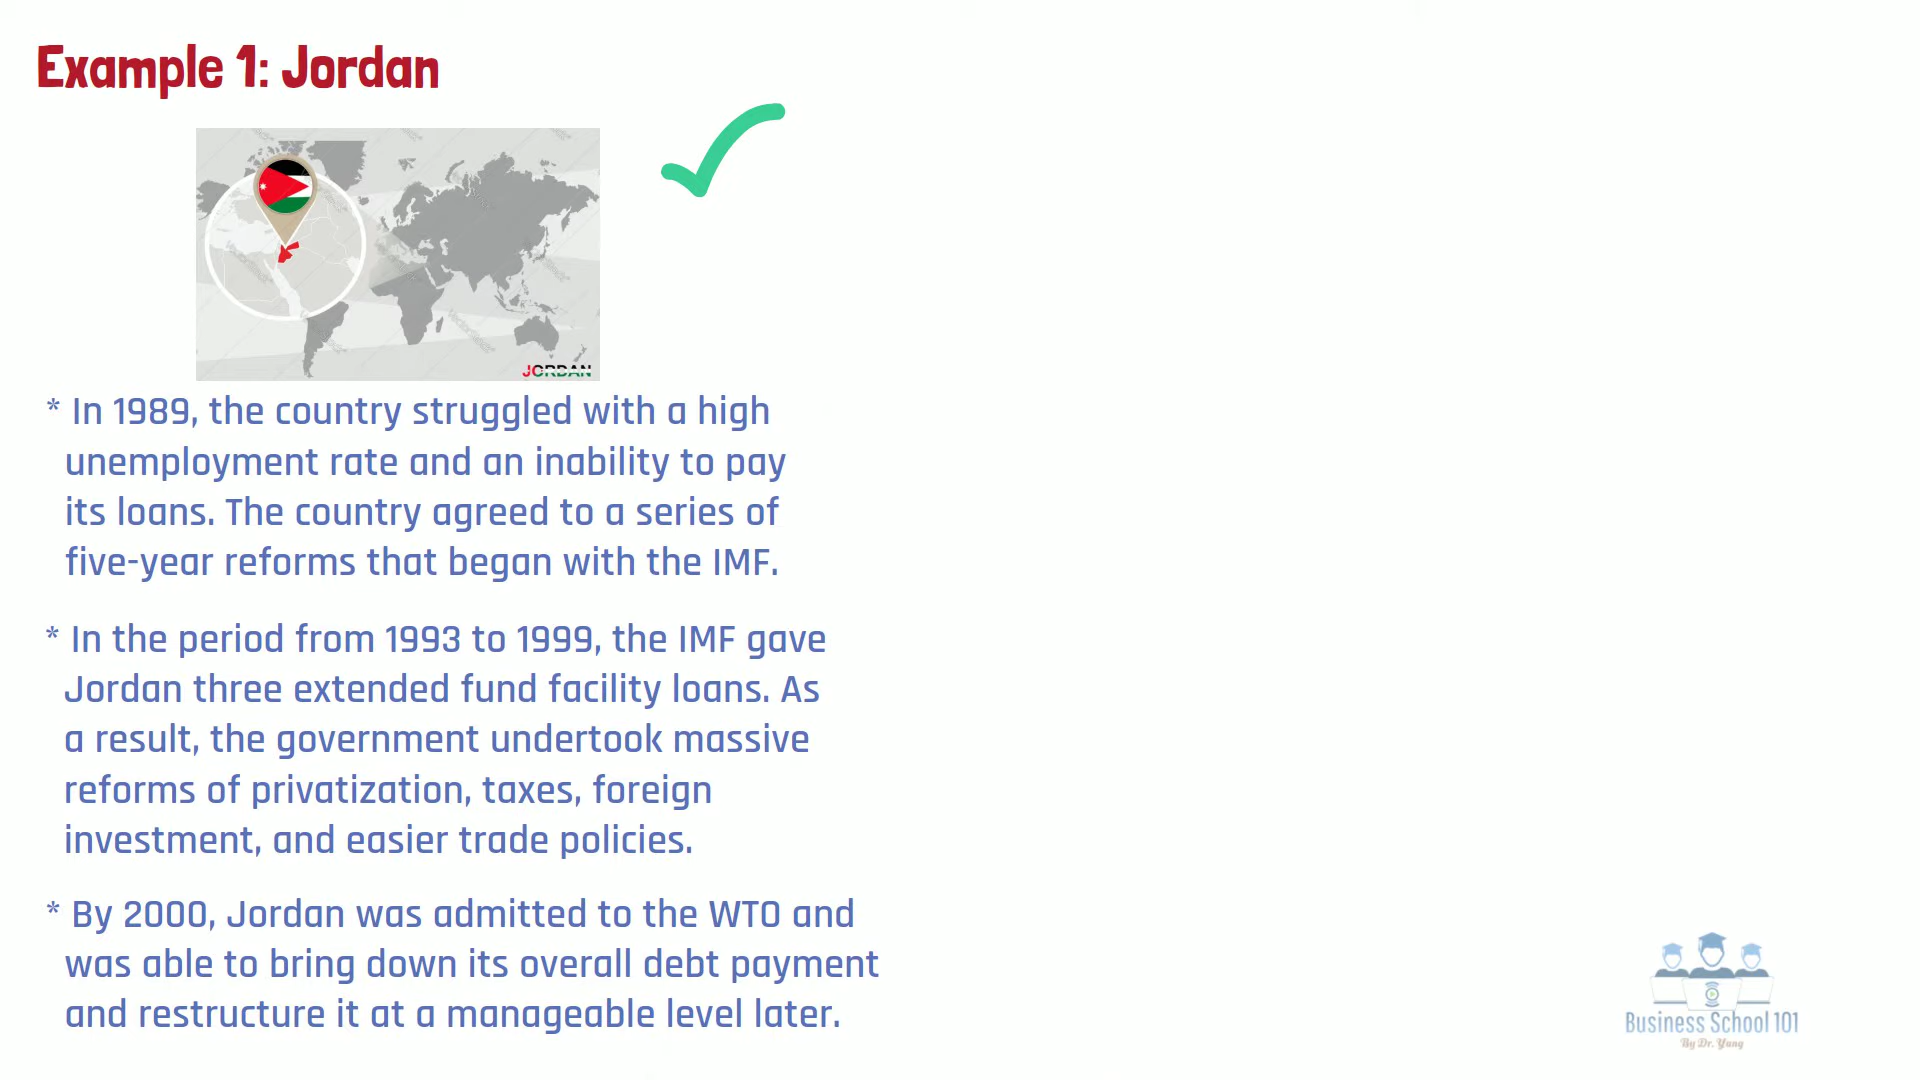 Example 1: Jordan
JORDAN
* In 1989, the country struggled with a high
unemployment rate and an inability to pay
its loans. The country agreed to a series of
five-year reforms that began with the IMF.
* In the period from 1993 to 1999, the IMF gave
Jordan three extended fund facility loans. As
a result, the government undertook massive
reforms of privatization, taxes, foreign
investment, and easier trade policies.
* By 2000, Jordan was admitted to the WTO and
was able to bring down its overall debt payment
and restructure it at a manageable level later.
Business School 101
By Dr. Yang